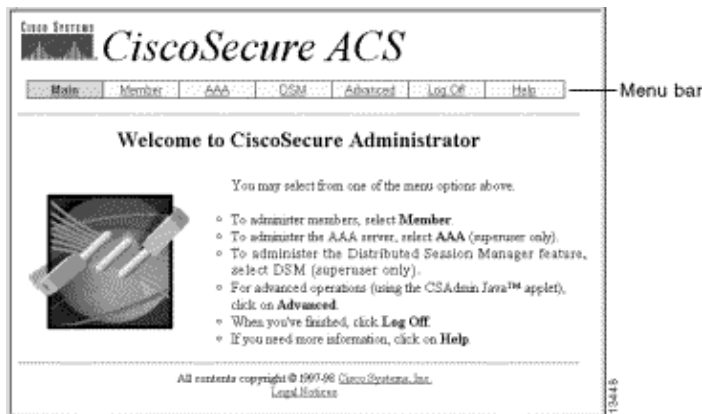 CISCO SYSTEMS
CiscoSecure ACS
Main Member AAA DSM Advanced Log Off Help
Menu bar
Welcome to CiscoSecure Administrator
You may select from one of the menu options above.
To administer members, select Member.
To administer the AAA server, select AAA (superuser only).
To administer the Distributed Session Manager feature,
select DSM (superuser only).
For advanced operations (using the CSAdmin Java™ applet),
click on Advanced.
When you've finished, click Log Off.
If you need more information, click on Help.
All contents copyright © 1997-98 Cisco Systems, Inc.
Legal Notices
13446